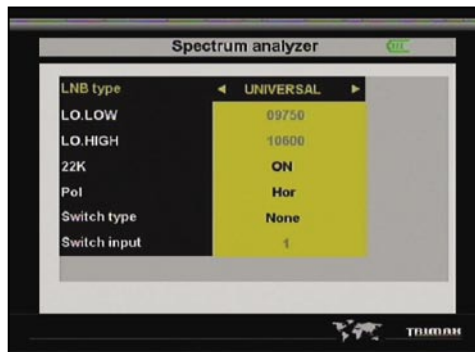 Spectrum analyzer
LNB type ◄ UNIVERSAL ►
LO.LOW 09750
LO.HIGH 10600
22K ON
Pol Hor
Switch type None
Switch input 1
TRIMAX